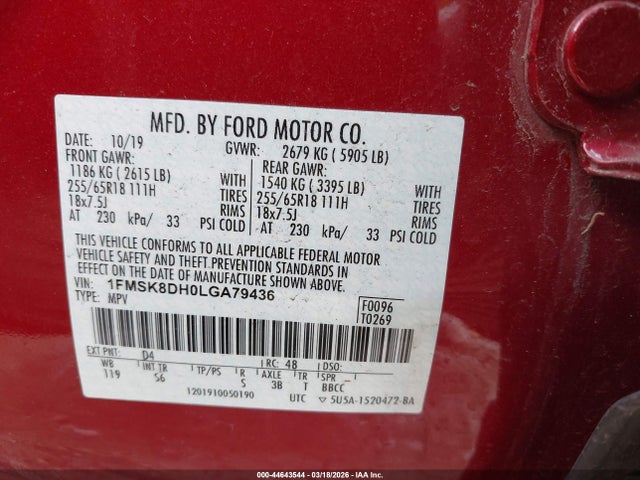 MFD. BY FORD MOTOR CO.
DATE: 10/19 GVWR: 2679 KG ( 5905 LB)
FRONT GAWR: REAR GAWR:
1186 KG ( 2615 LB) WITH 1540 KG ( 3395 LB) WITH
255/65R18 111H TIRES 255/65R18 111H TIRES
18x7.5J RIMS 18x7.5J RIMS
AT 230 kPa/ 33 PSI COLD AT 230 kPa/ 33 PSI COLD
THIS VEHICLE CONFORMS TO ALL APPLICABLE FEDERAL MOTOR
VEHICLE SAFETY AND THEFT PREVENTION STANDARDS IN
EFFECT ON THE DATE OF MANUFACTURE SHOWN ABOVE.
VIN: 1FMSK8DH0LGA79436 F0096
TYPE: MPV T0269
EXT PNT: D4 RC: 48 DSO:
WB INT TR TP/PS R AXLE TR SPR
119 S6 S 3B T BBCC
1201910050190 UTC 5U5A-1520472-BA
000-44643544 | 03/18/2026 | IAA Inc.